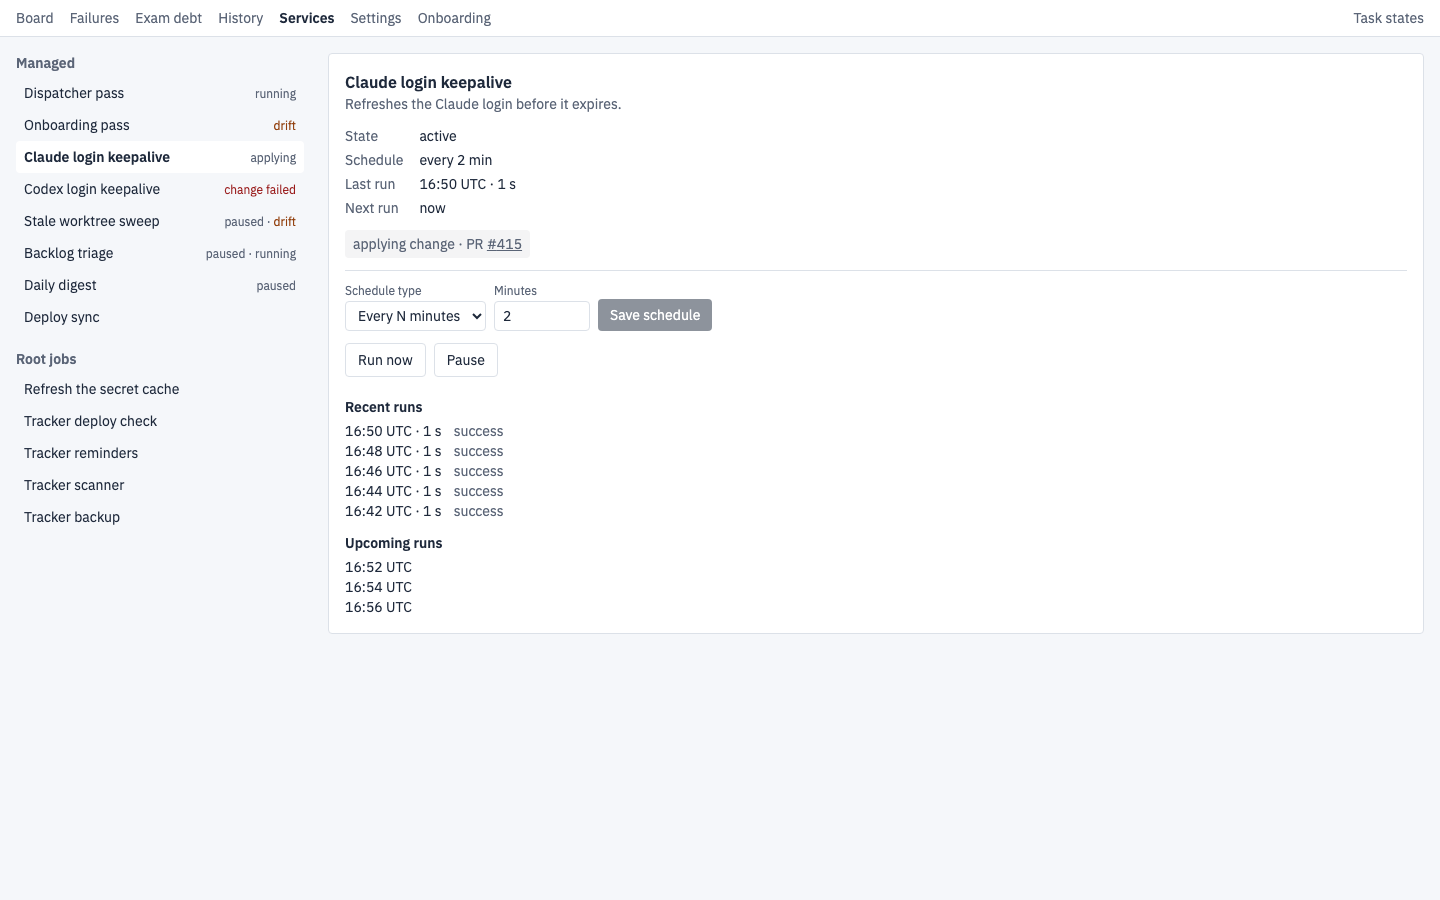 Board Failures Exam debt History Services Settings Onboarding Task states
Managed
Dispatcher pass running
Onboarding pass drift
Claude login keepalive applying
Codex login keepalive change failed
Stale worktree sweep paused · drift
Backlog triage paused · running
Daily digest paused
Deploy sync
Root jobs
Refresh the secret cache
Tracker deploy check
Tracker reminders
Tracker scanner
Tracker backup
Claude login keepalive
Refreshes the Claude login before it expires.
State active
Schedule every 2 min
Last run 16:50 UTC · 1 s
Next run now
applying change · PR #415
Schedule type Minutes
Every N minutes 2 Save schedule
Run now Pause
Recent runs
16:50 UTC · 1 s success
16:48 UTC · 1 s success
16:46 UTC · 1 s success
16:44 UTC · 1 s success
16:42 UTC · 1 s success
Upcoming runs
16:52 UTC
16:54 UTC
16:56 UTC